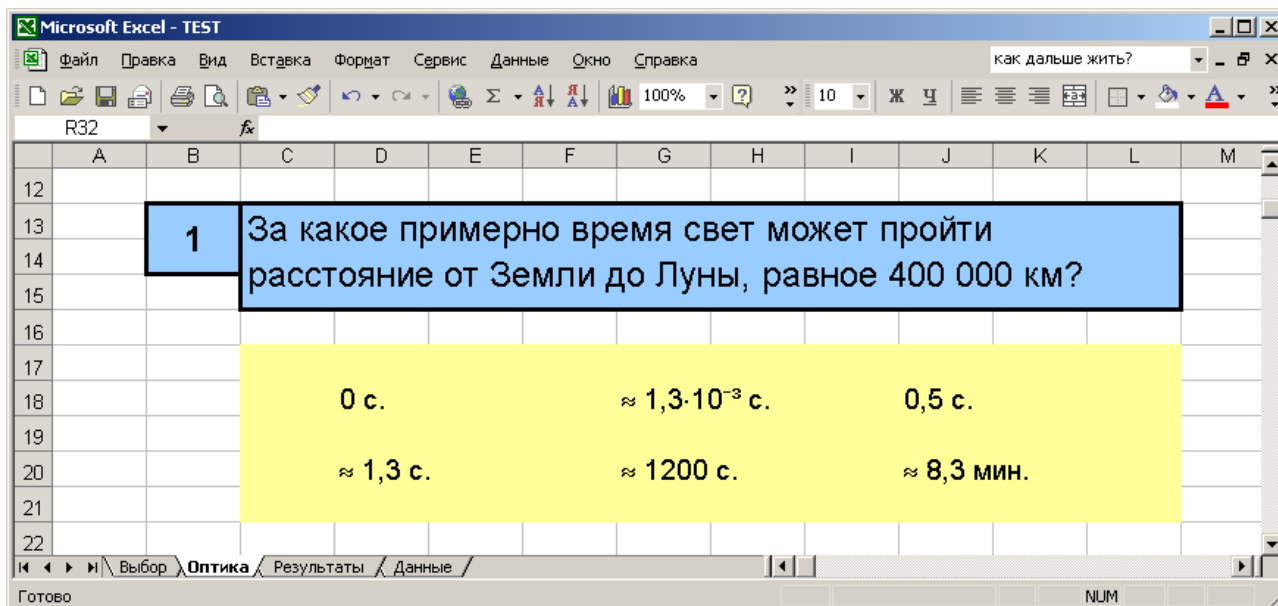 Microsoft Excel - TEST
Файл Правка Вид Вставка Формат Сервис Данные Окно Справка как дальше жить?
100% 10 Ж Ч
R32 fx
A B C D E F G H I J K L M
12
13
14
15
16
17
18
19
20
21
22
1
За какое примерно время свет может пройти
расстояние от Земли до Луны, равное 400 000 км?
0 с. ≈ 1,3·10⁻³ с. 0,5 с.
≈ 1,3 с. ≈ 1200 с. ≈ 8,3 мин.
Выбор Оптика Результаты Данные
Готово NUM